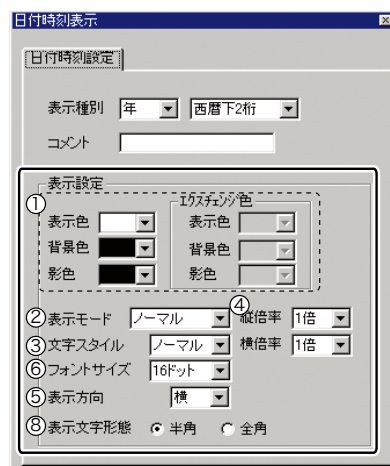 日付時刻表示
日付時刻設定
表示種別 年 西暦下2桁
コメント
表示設定
① エクスチェンジ色
表示色 表示色
背景色 背景色
影色 影色
②表示モード ノーマル ④縦倍率 1倍
③文字スタイル ノーマル 横倍率 1倍
⑥フォントサイズ 16ドット
⑤表示方向 横
⑧表示文字形態 半角 全角